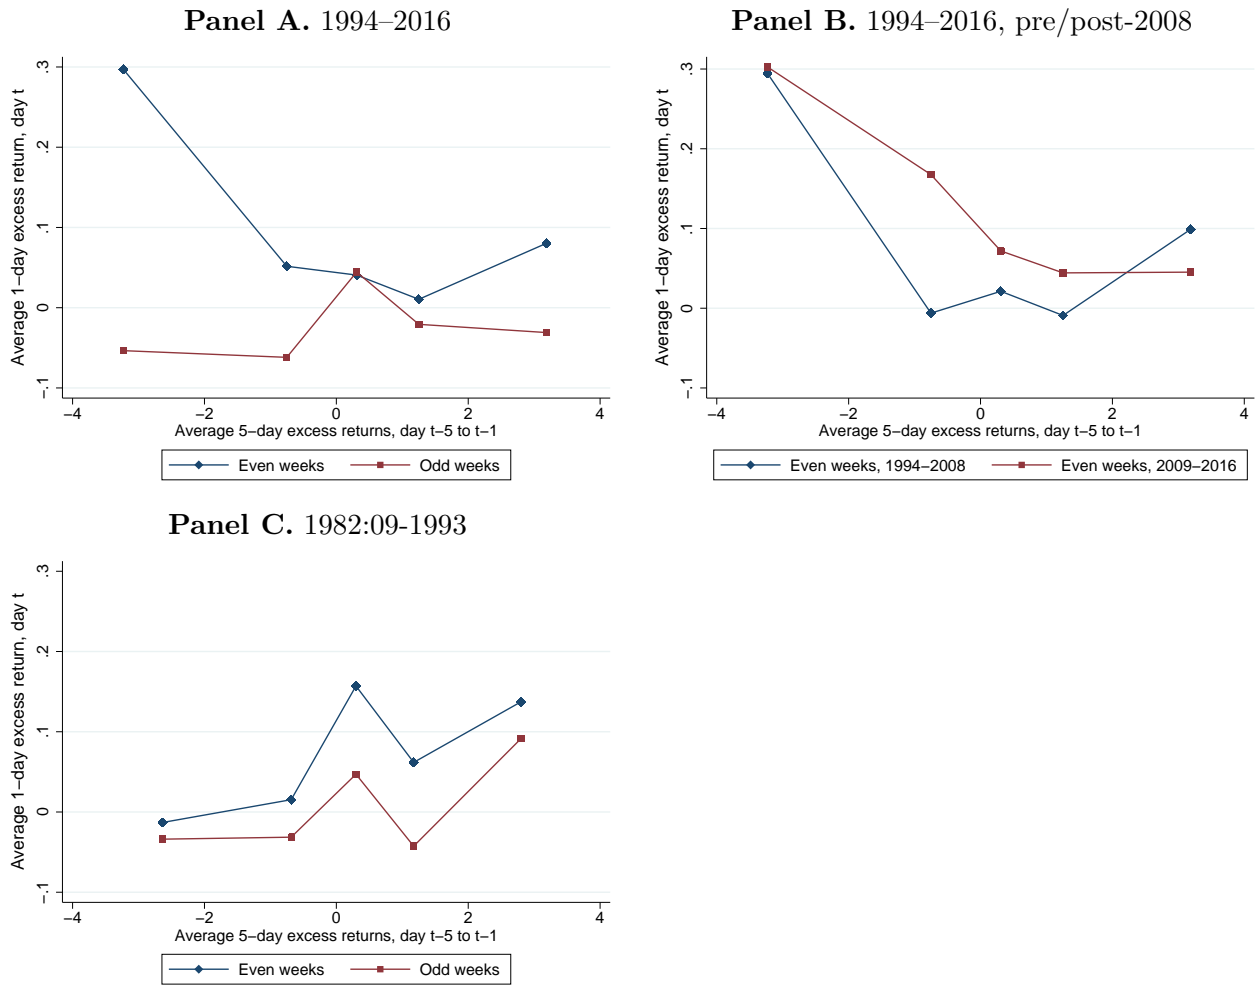 Panel A. 1994–2016
.3
.2
.1
0
−.1
Average 1−day excess return, day t
−4 −2 0 2 4
Average 5−day excess returns, day t−5 to t−1
Even weeks Odd weeks
Panel B. 1994–2016, pre/post-2008
.3
.2
.1
0
−.1
Average 1−day excess return, day t
−4 −2 0 2 4
Average 5−day excess returns, day t−5 to t−1
Even weeks, 1994−2008 Even weeks, 2009−2016
Panel C. 1982:09-1993
.3
.2
.1
0
−.1
Average 1−day excess return, day t
−4 −2 0 2 4
Average 5−day excess returns, day t−5 to t−1
Even weeks Odd weeks